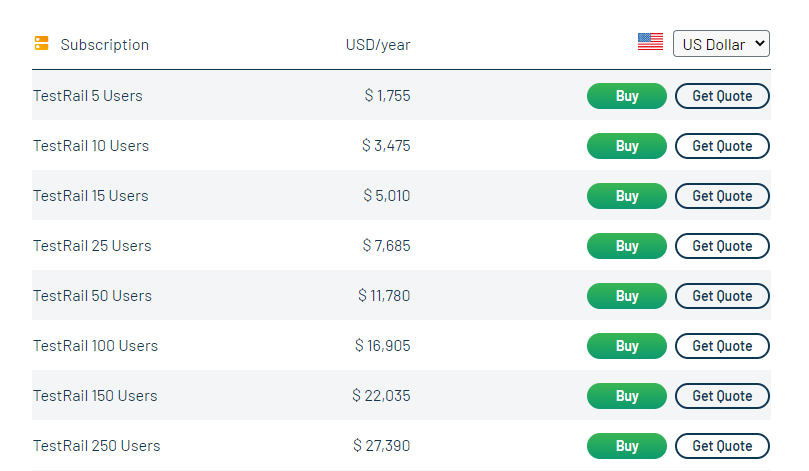 Subscription USD/year US Dollar
TestRail 5 Users $ 1,755 Buy Get Quote
TestRail 10 Users $ 3,475 Buy Get Quote
TestRail 15 Users $ 5,010 Buy Get Quote
TestRail 25 Users $ 7,685 Buy Get Quote
TestRail 50 Users $ 11,780 Buy Get Quote
TestRail 100 Users $ 16,905 Buy Get Quote
TestRail 150 Users $ 22,035 Buy Get Quote
TestRail 250 Users $ 27,390 Buy Get Quote